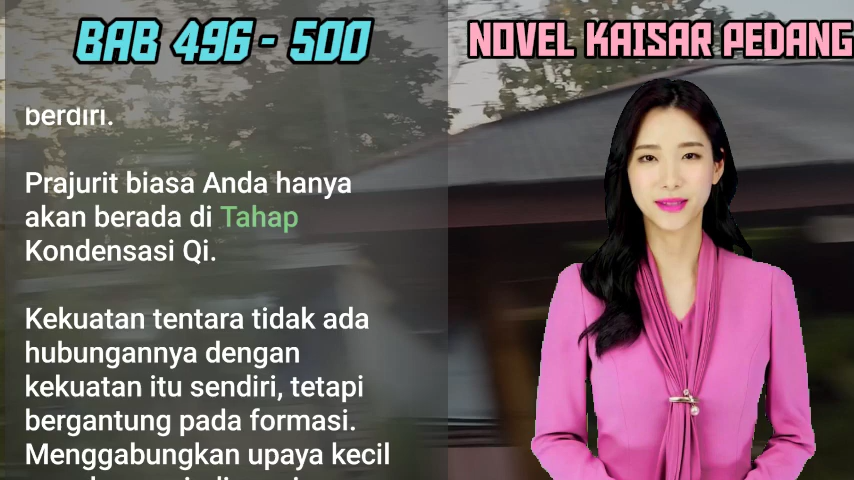 BAB 496 - 500
NOVEL KAISAR PEDANG
berdiri.
Prajurit biasa Anda hanya
akan berada di Tahap
Kondensasi Qi.
Kekuatan tentara tidak ada
hubungannya dengan
kekuatan itu sendiri, tetapi
bergantung pada formasi.
Menggabungkan upaya kecil